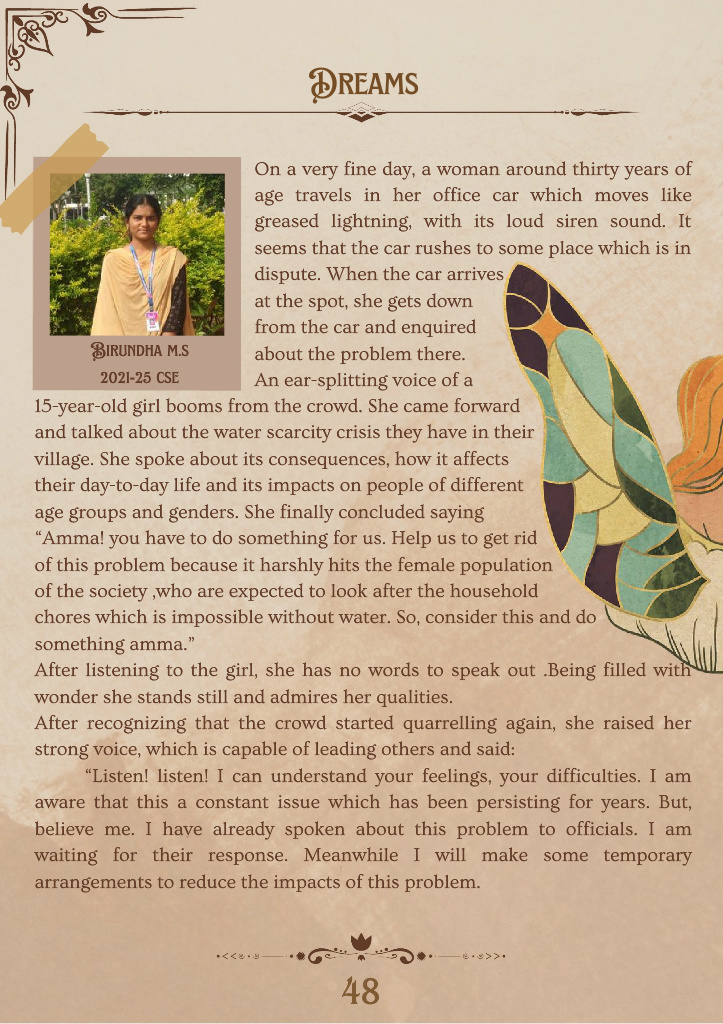 Dreams
On a very fine day, a woman around thirty years of
age travels in her office car which moves like
greased lightning, with its loud siren sound. It
seems that the car rushes to some place which is in
dispute. When the car arrives
at the spot, she gets down
from the car and enquired
about the problem there.
An ear-splitting voice of a
Birundha M.S
2021-25 CSE
15-year-old girl booms from the crowd. She came forward
and talked about the water scarcity crisis they have in their
village. She spoke about its consequences, how it affects
their day-to-day life and its impacts on people of different
age groups and genders. She finally concluded saying
“Amma! you have to do something for us. Help us to get rid
of this problem because it harshly hits the female population
of the society ,who are expected to look after the household
chores which is impossible without water. So, consider this and do
something amma.”
After listening to the girl, she has no words to speak out .Being filled with
wonder she stands still and admires her qualities.
After recognizing that the crowd started quarrelling again, she raised her
strong voice, which is capable of leading others and said:
“Listen! listen! I can understand your feelings, your difficulties. I am
aware that this a constant issue which has been persisting for years. But,
believe me. I have already spoken about this problem to officials. I am
waiting for their response. Meanwhile I will make some temporary
arrangements to reduce the impacts of this problem.
48